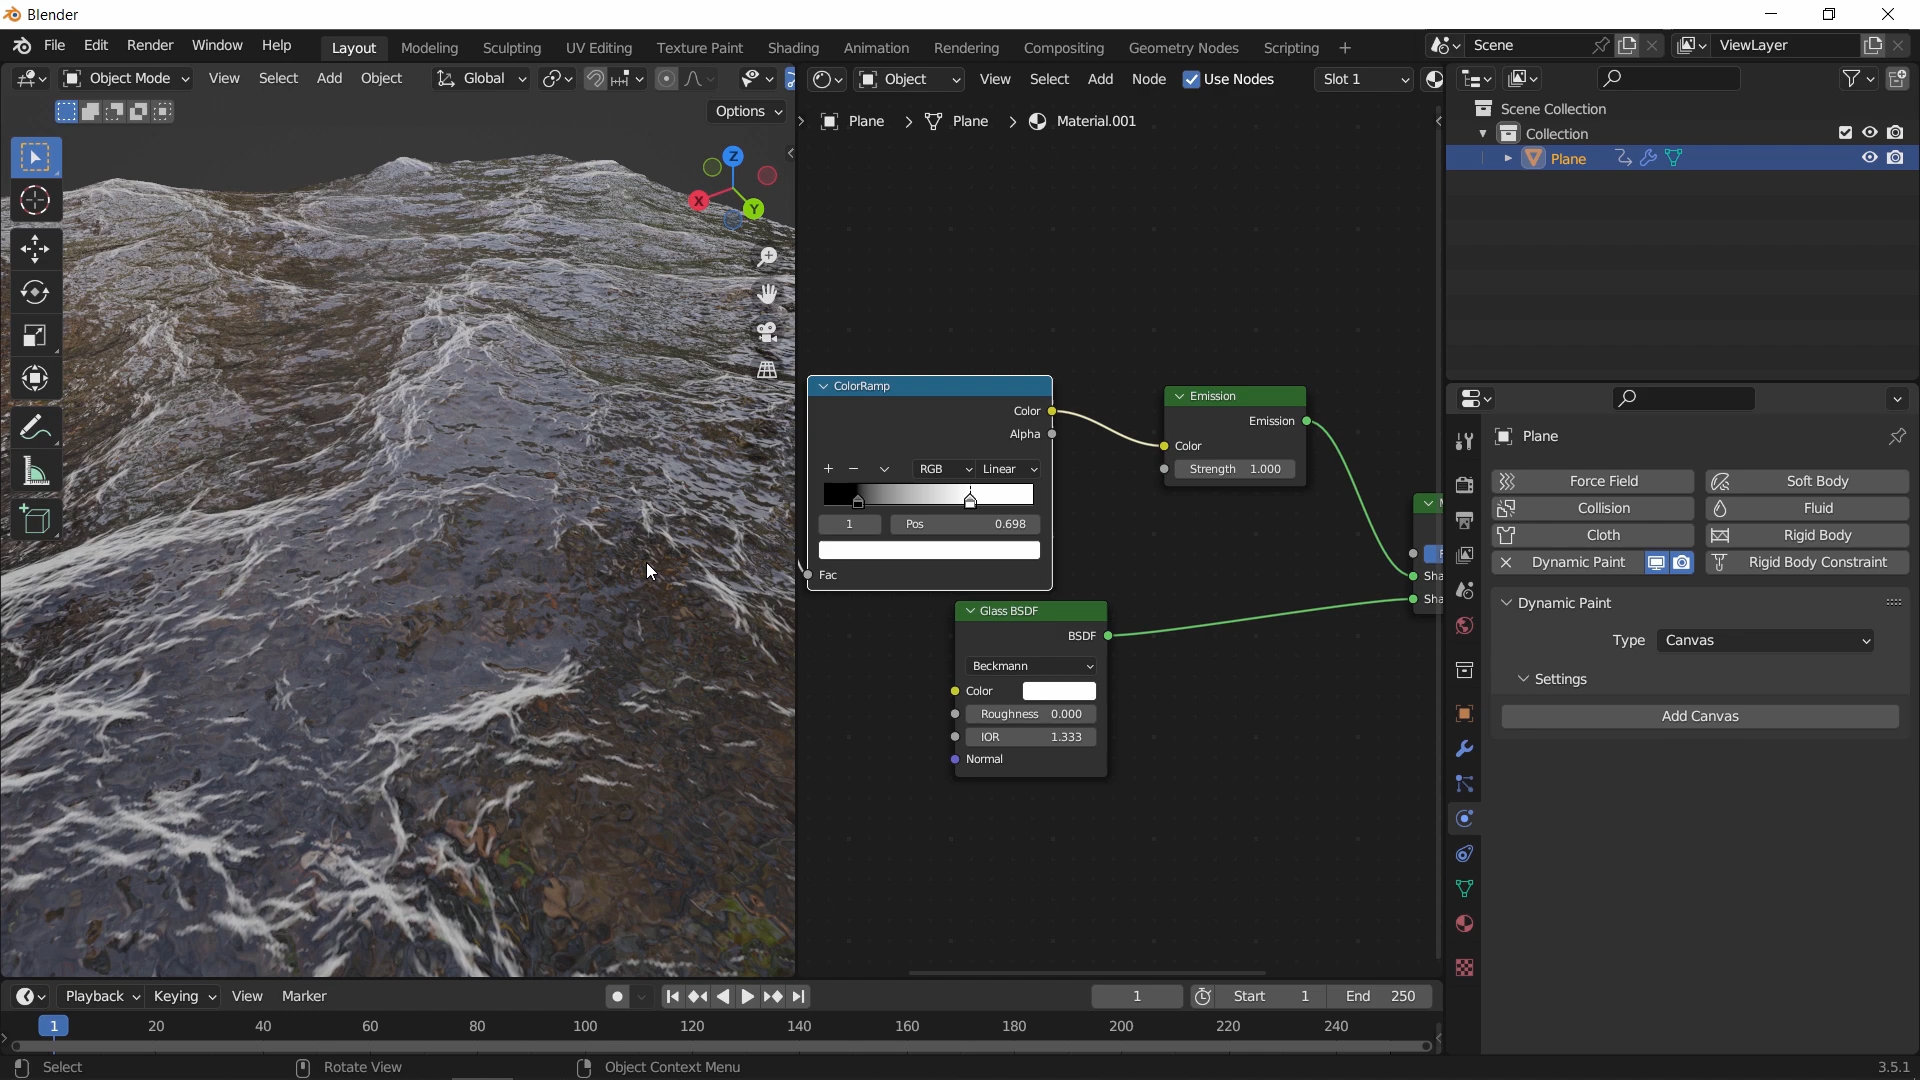 Blender
File Edit Render Window Help Layout Modeling Sculpting UV Editing Texture Paint Shading Animation Rendering Compositing Geometry Nodes Scripting + Scene ViewLayer
Object Mode View Select Add Object Global Object View Select Add Node Use Nodes Slot 1
Options
Plane > Plane > Material.001
Scene Collection
Collection
Plane
Z
X
Y
ColorRamp
Color
Alpha
+ − RGB Linear
1 Pos 0.698
Fac
Emission
Emission
Color
Strength 1.000
Glass BSDF
BSDF
Beckmann
Color
Roughness 0.000
IOR 1.333
Normal
Sha
Sha
Plane
Force Field Soft Body
Collision Fluid
Cloth Rigid Body
Dynamic Paint Rigid Body Constraint
Dynamic Paint
Type Canvas
Settings
Add Canvas
Playback Keying View Marker 1 Start 1 End 250
1 20 40 60 80 100 120 140 160 180 200 220 240
Select Rotate View Object Context Menu 3.5.1